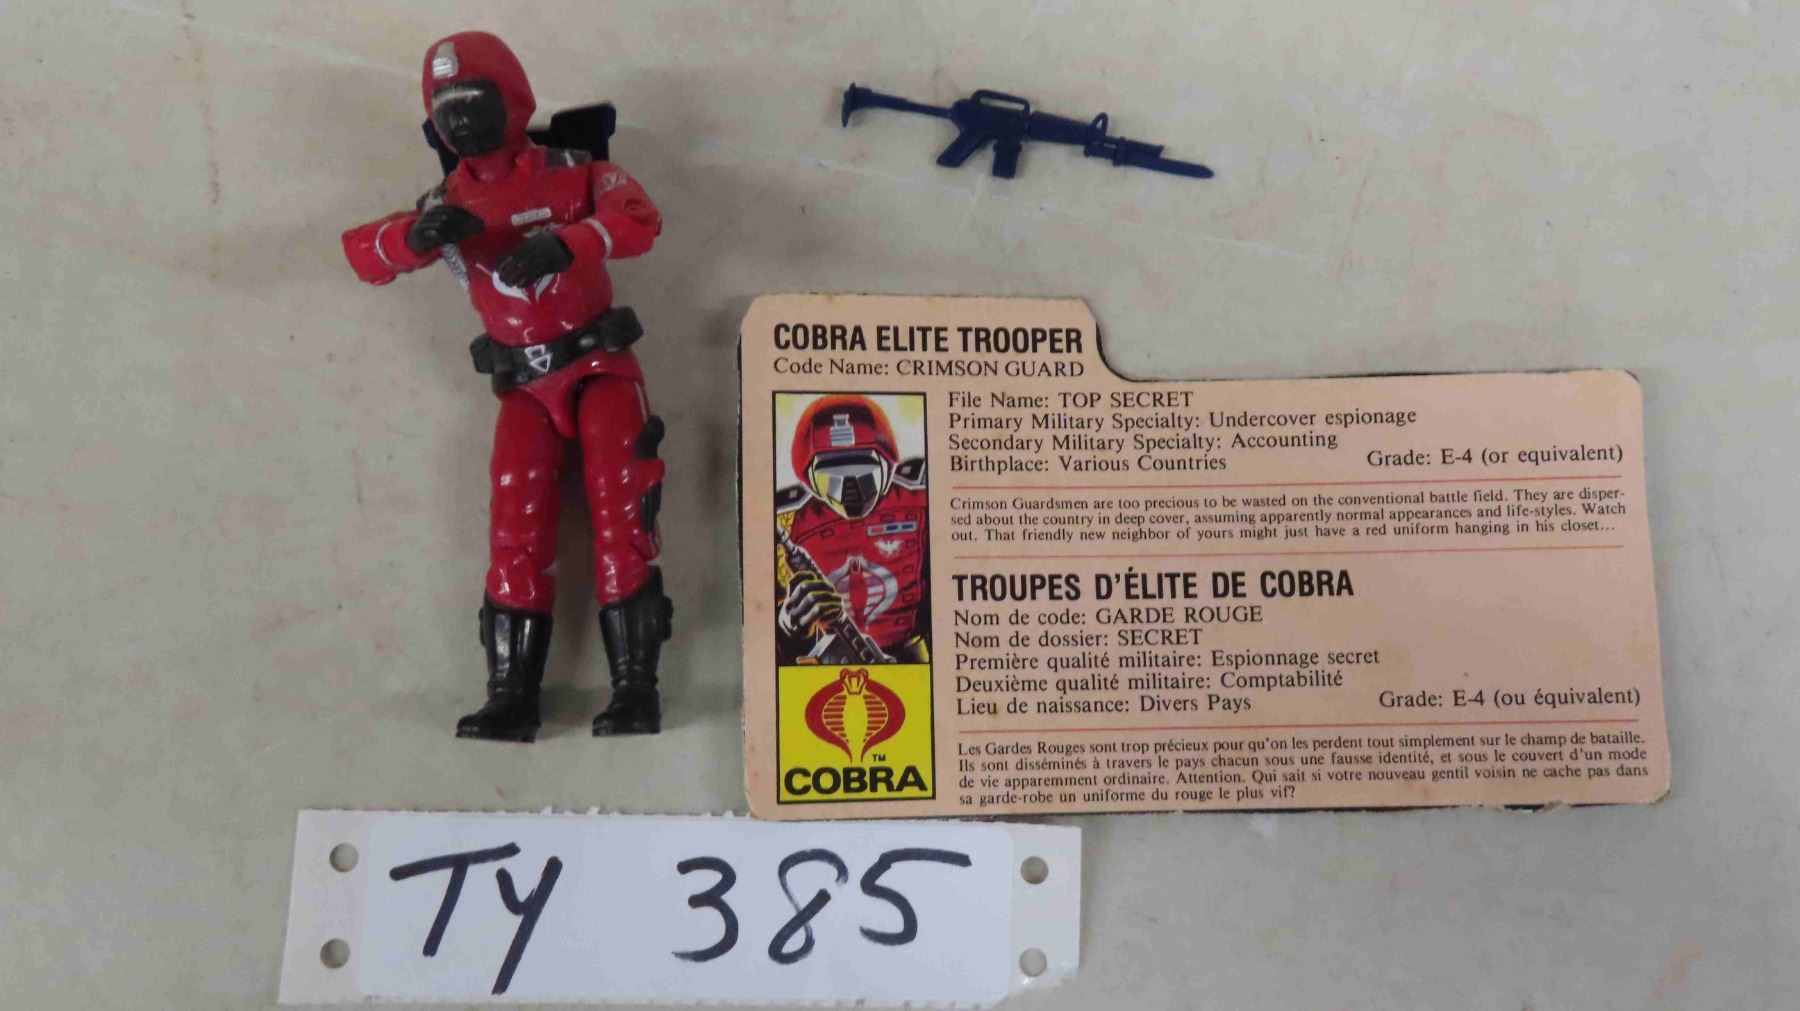 COBRA ELITE TROOPER
Code Name: CRIMSON GUARD
File Name: TOP SECRET
Primary Military Specialty: Undercover espionage
Secondary Military Specialty: Accounting
Birthplace: Various Countries Grade: E-4 (or equivalent)
Crimson Guardsmen are too precious to be wasted on the conventional battle field. They are disper-
sed about the country in deep cover, assuming apparently normal appearances and life-styles. Watch
out. That friendly new neighbor of yours might just have a red uniform hanging in his closet...
TROUPES D'ÉLITE DE COBRA
Nom de code: GARDE ROUGE
Nom de dossier: SECRET
Première qualité militaire: Espionnage secret
Deuxième qualité militaire: Comptabilité
Lieu de naissance: Divers Pays Grade: E-4 (ou équivalent)
Les Gardes Rouges sont trop précieux pour qu'on les perdent tout simplement sur le champ de bataille.
Ils sont disséminés à travers le pays chacun sous une fausse identité, et sous le couvert d'un mode
de vie apparemment ordinaire. Attention. Qui sait si votre nouveau gentil voisin ne cache pas dans
sa garde-robe un uniforme du rouge le plus vif?
TM
COBRA
TY 385